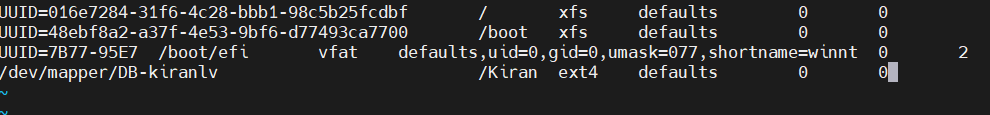 UUID=016e7284-31f6-4c28-bbb1-98c5b25fcdbf / xfs defaults 0 0
UUID=48ebf8a2-a37f-4e53-9bf6-d77493ca7700 /boot xfs defaults 0 0
UUID=7B77-95E7 /boot/efi vfat defaults,uid=0,gid=0,umask=077,shortname=winnt 0 2
/dev/mapper/DB-kiranlv /Kiran ext4 defaults 0 0
~
~